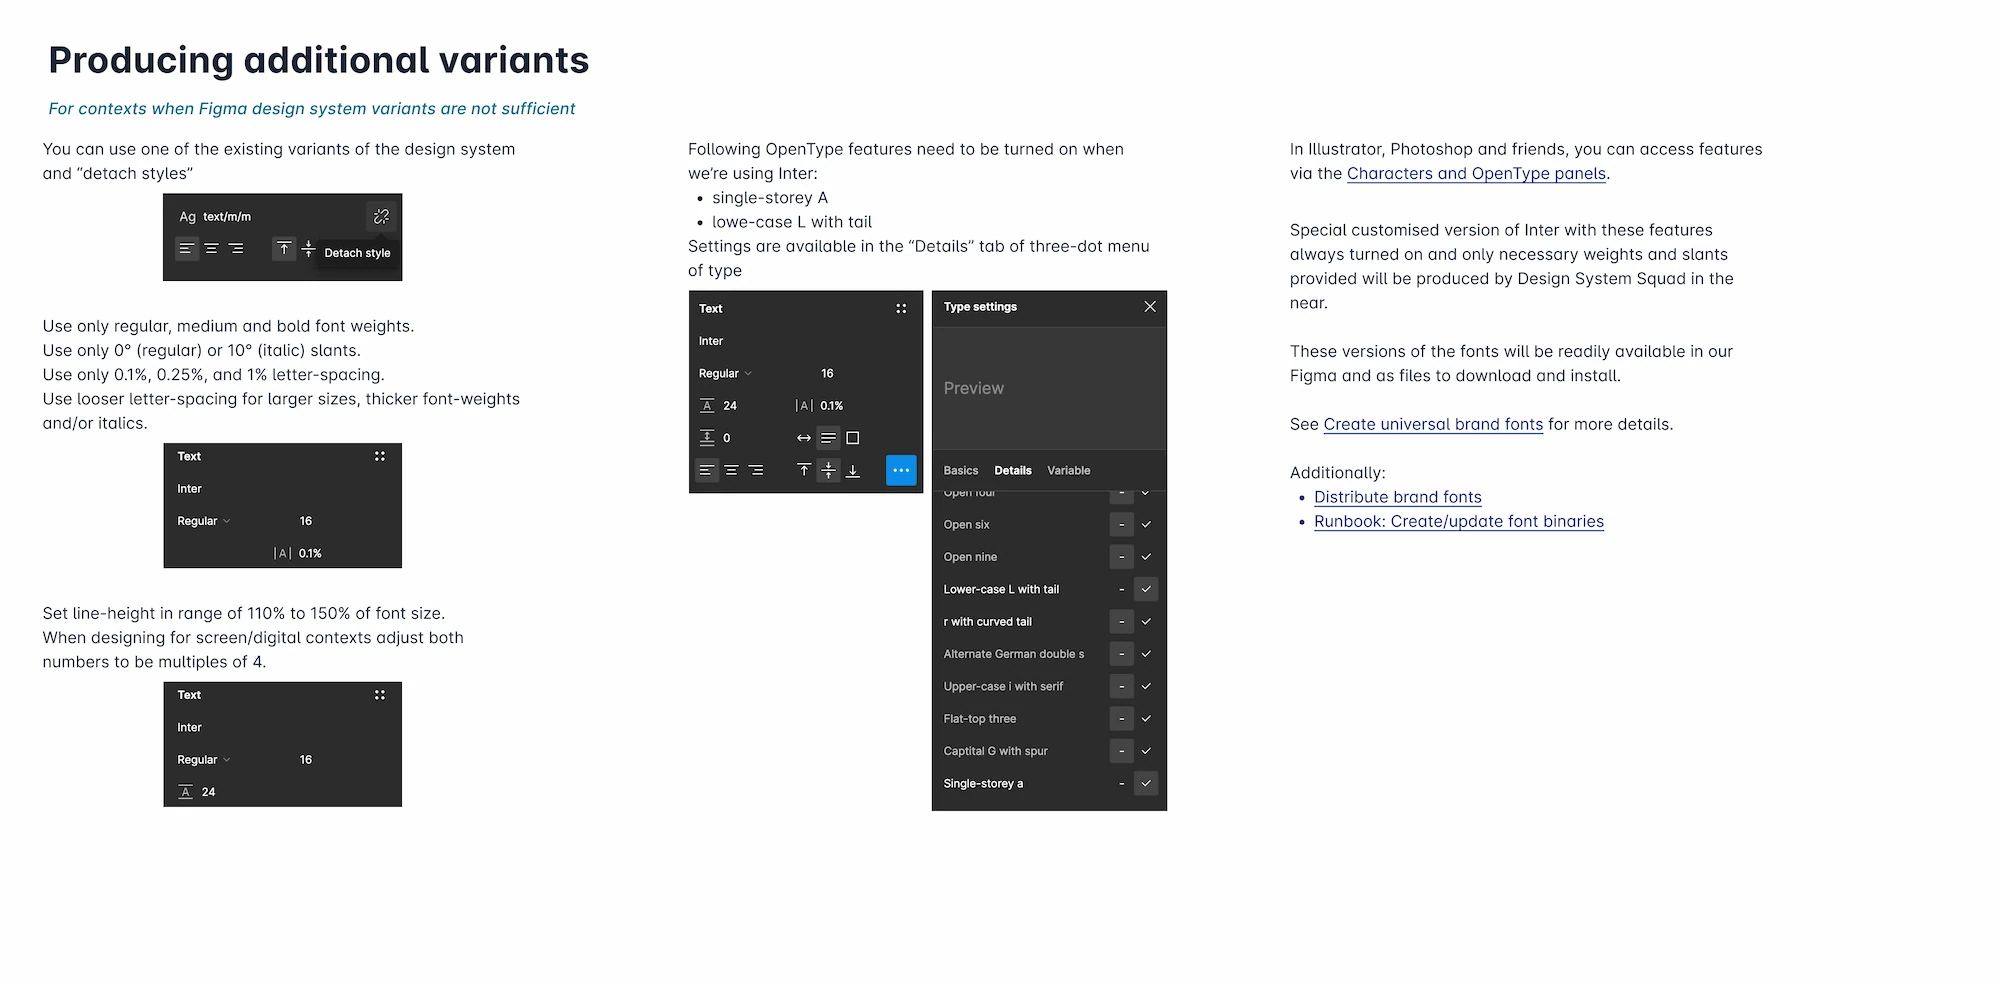 Producing additional variants
For contexts when Figma design system variants are not sufficient
You can use one of the existing variants of the design system
and “detach styles”
Ag text/m/m
Detach style
Use only regular, medium and bold font weights.
Use only 0° (regular) or 10° (italic) slants.
Use only 0.1%, 0.25%, and 1% letter-spacing.
Use looser letter-spacing for larger sizes, thicker font-weights
and/or italics.
Text
Inter
Regular 16
|A| 0.1%
Set line-height in range of 110% to 150% of font size.
When designing for screen/digital contexts adjust both
numbers to be multiples of 4.
Text
Inter
Regular 16
A 24
Following OpenType features need to be turned on when
we’re using Inter:
• single-storey A
• lowe-case L with tail
Settings are available in the “Details” tab of three-dot menu
of type
Text
Inter
Regular 16
A 24 |A| 0.1%
0
Type settings
Preview
Basics Details Variable
Open four
Open six
Open nine
Lower-case L with tail
r with curved tail
Alternate German double s
Upper-case i with serif
Flat-top three
Captital G with spur
Single-storey a
In Illustrator, Photoshop and friends, you can access features
via the Characters and OpenType panels.
Special customised version of Inter with these features
always turned on and only necessary weights and slants
provided will be produced by Design System Squad in the
near.
These versions of the fonts will be readily available in our
Figma and as files to download and install.
See Create universal brand fonts for more details.
Additionally:
• Distribute brand fonts
• Runbook: Create/update font binaries